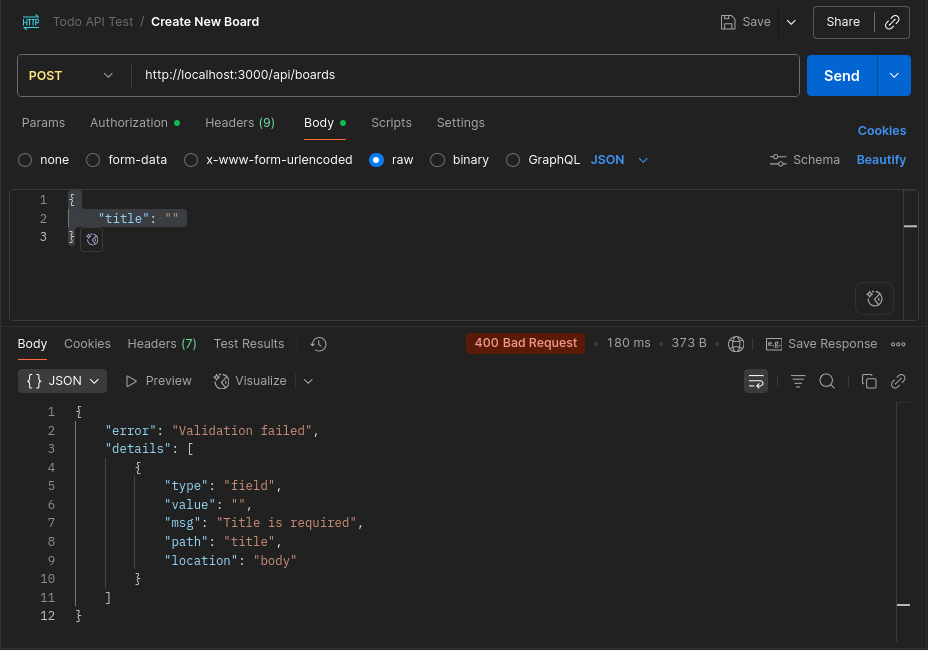 HTTP Todo API Test / Create New Board Save Share
POST http://localhost:3000/api/boards Send
Params Authorization Headers (9) Body Scripts Settings Cookies
none form-data x-www-form-urlencoded raw binary GraphQL JSON Schema Beautify
1 {
2 ····"title": ""
3 }
Body Cookies Headers (7) Test Results 400 Bad Request • 180 ms • 373 B e.g. Save Response
{} JSON Preview Visualize
1 {
2 "error": "Validation failed",
3 "details": [
4 {
5 "type": "field",
6 "value": "",
7 "msg": "Title is required",
8 "path": "title",
9 "location": "body"
10 }
11 ]
12 }